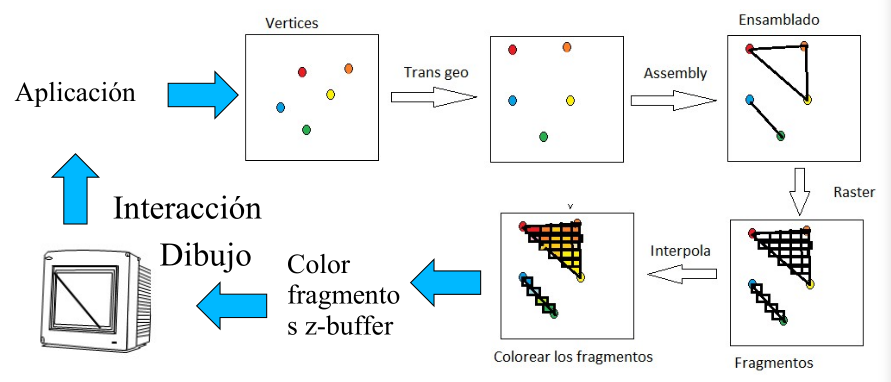 Vertices
Ensamblado
Aplicación
Trans geo
Assembly
Raster
v
Interacción
Dibujo
Color
fragmento
s z-buffer
Interpola
Colorear los fragmentos
Fragmentos